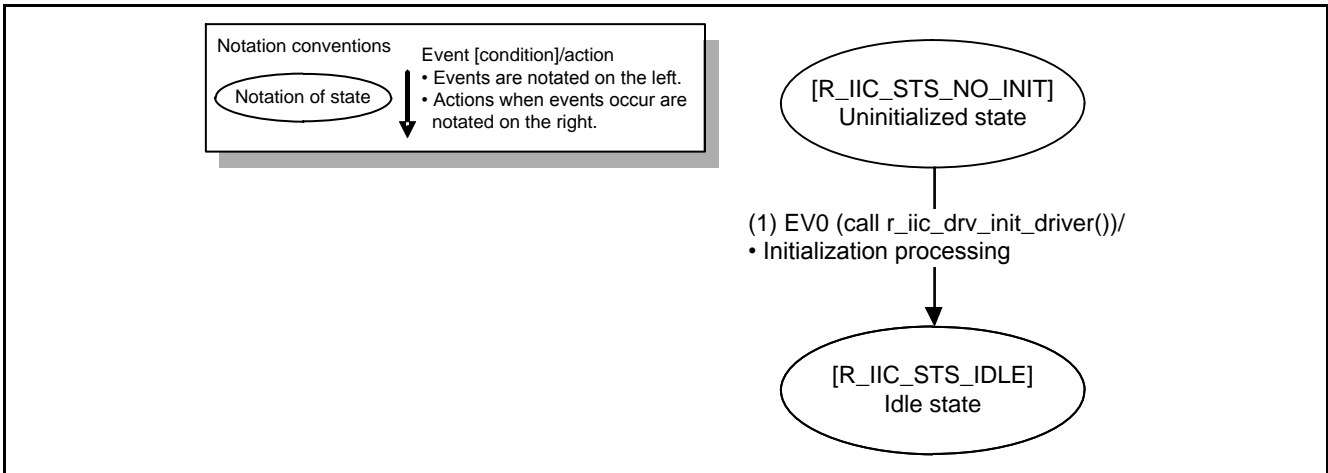 Notation conventions
Notation of state
Event [condition]/action
• Events are notated on the left.
• Actions when events occur are
notated on the right.
[R_IIC_STS_NO_INIT]
Uninitialized state
(1) EV0 (call r_iic_drv_init_driver())/
• Initialization processing
[R_IIC_STS_IDLE]
Idle state